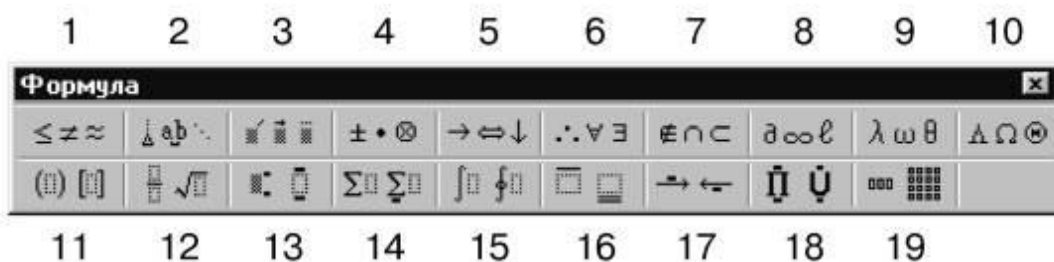 1 2 3 4 5 6 7 8 9 10
Формула
≤ ≠ ≈ a͟b ⋱ ± • ⊗ → ⇔ ↓ ∴ ∀ ∃ ∉ ∩ ⊂ ∂ ∞ ℓ λ ω θ Λ Ω Θ
( ) [ ] √ Σ Σ ∫ ∮ → ← Π U
11 12 13 14 15 16 17 18 19